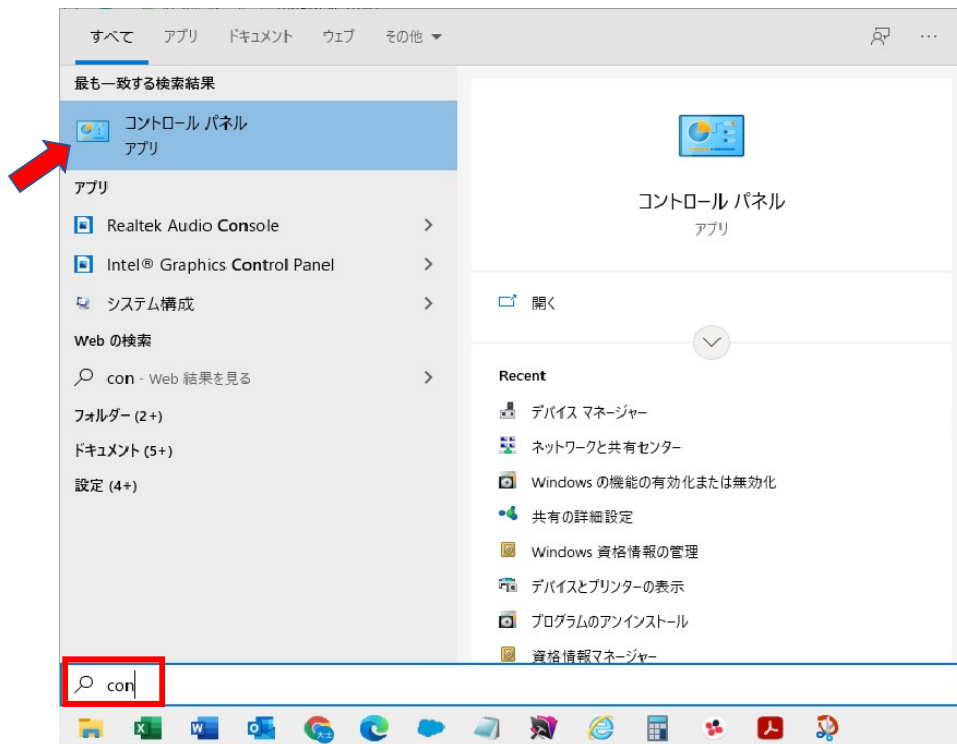 すべて アプリ ドキュメント ウェブ その他
最も一致する検索結果
コントロール パネル
アプリ
アプリ
Realtek Audio Console
Intel® Graphics Control Panel
システム構成
Web の検索
con - Web 結果を見る
フォルダー (2+)
ドキュメント (5+)
設定 (4+)
コントロール パネル
アプリ
開く
Recent
デバイス マネージャー
ネットワークと共有センター
Windows の機能の有効化または無効化
共有の詳細設定
Windows 資格情報の管理
デバイスとプリンターの表示
プログラムのアンインストール
資格情報マネージャー
con